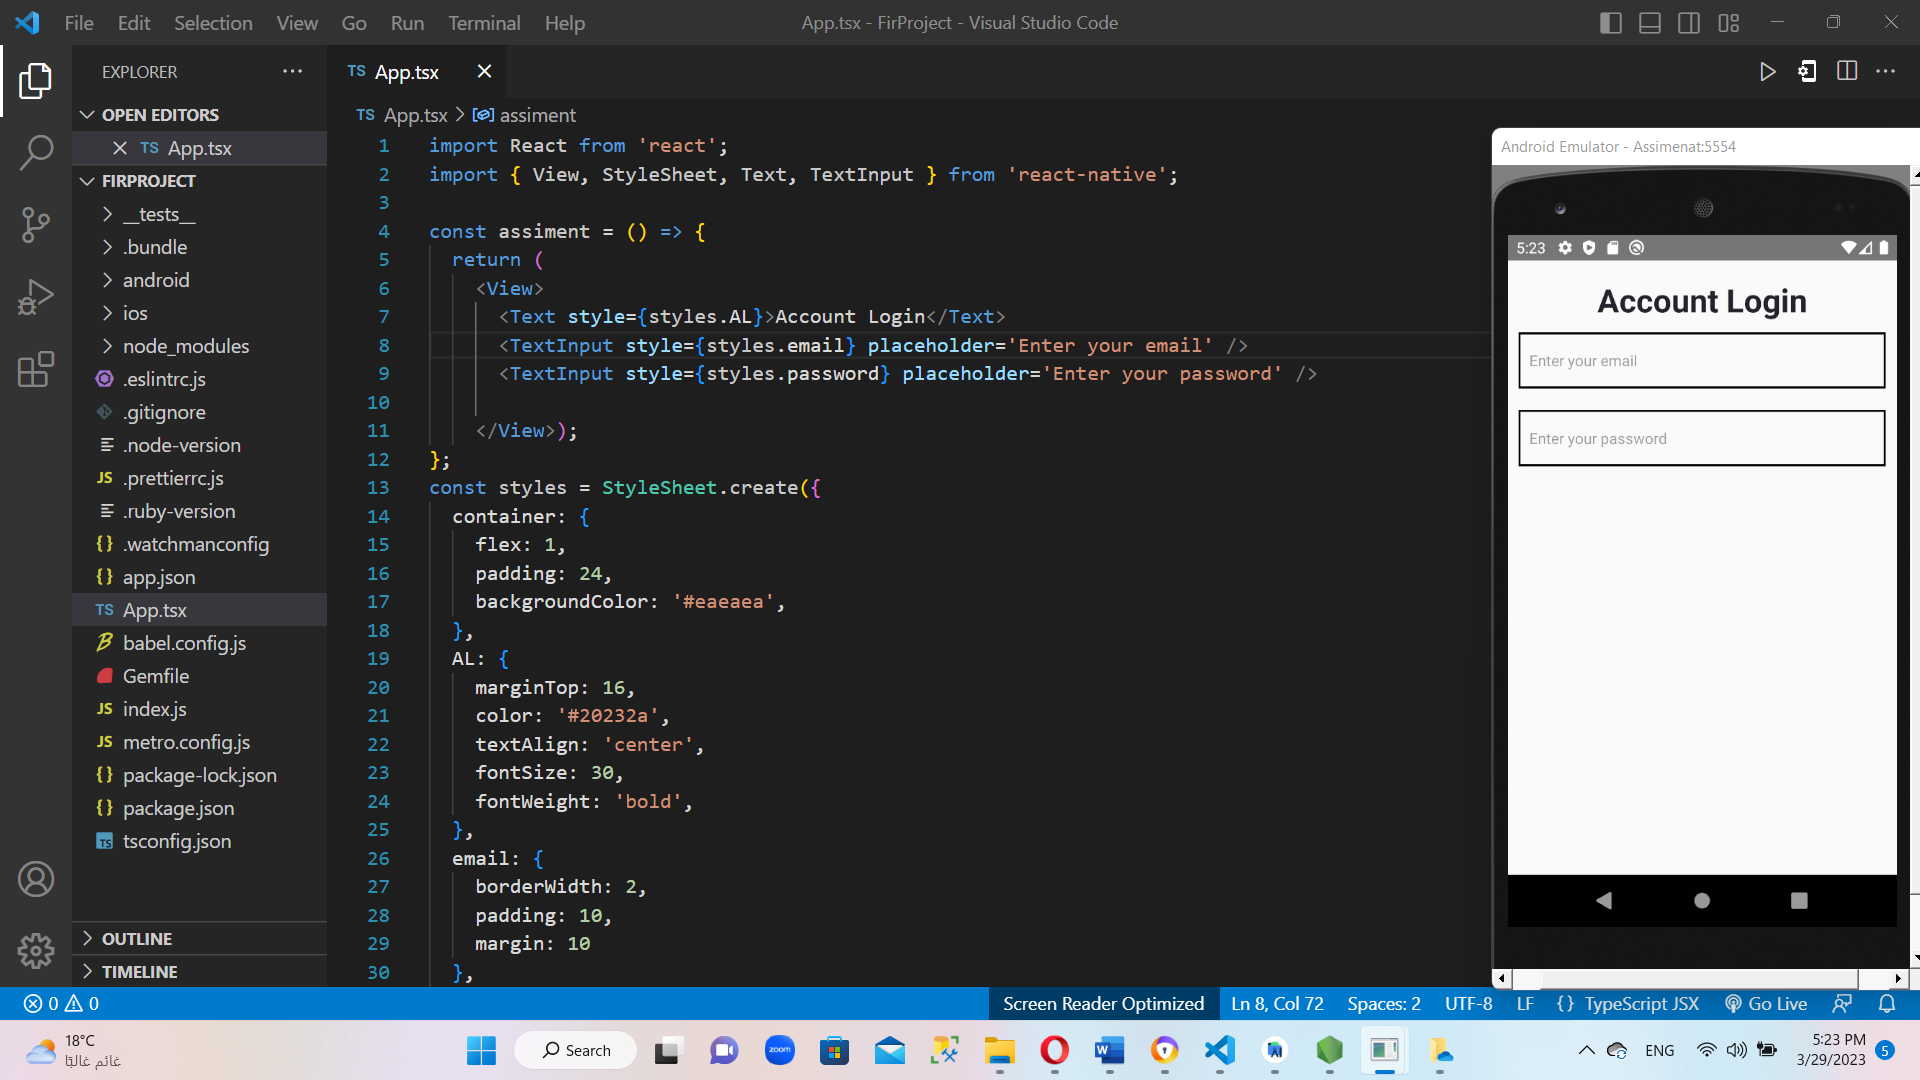 File Edit Selection View Go Run Terminal Help
App.tsx - FirProject - Visual Studio Code
EXPLORER
OPEN EDITORS
TS App.tsx
FIRPROJECT
__tests__
.bundle
android
ios
node_modules
.eslintrc.js
.gitignore
.node-version
JS .prettierrc.js
.ruby-version
{} .watchmanconfig
{} app.json
TS App.tsx
babel.config.js
Gemfile
JS index.js
JS metro.config.js
{} package-lock.json
{} package.json
TS tsconfig.json
OUTLINE
TIMELINE
TS App.tsx
TS App.tsx > assiment
1 import React from 'react';
2 import { View, StyleSheet, Text, TextInput } from 'react-native';
3
4 const assiment = () => {
5 return (
6 <View>
7 <Text style={styles.AL}>Account Login</Text>
8 <TextInput style={styles.email} placeholder='Enter your email' />
9 <TextInput style={styles.password} placeholder='Enter your password' />
10
11 </View>);
12 };
13 const styles = StyleSheet.create({
14 container: {
15 flex: 1,
16 padding: 24,
17 backgroundColor: '#eaeaea',
18 },
19 AL: {
20 marginTop: 16,
21 color: '#20232a',
22 textAlign: 'center',
23 fontSize: 30,
24 fontWeight: 'bold',
25 },
26 email: {
27 borderWidth: 2,
28 padding: 10,
29 margin: 10
30 },
Android Emulator - Assimenat:5554
5:23
Account Login
Enter your email
Enter your password
0 0
Screen Reader Optimized Ln 8, Col 72 Spaces: 2 UTF-8 LF {} TypeScript JSX Go Live
18°C
غائم غالبًا
Search
zoom
ENG
5:23 PM
3/29/2023
5